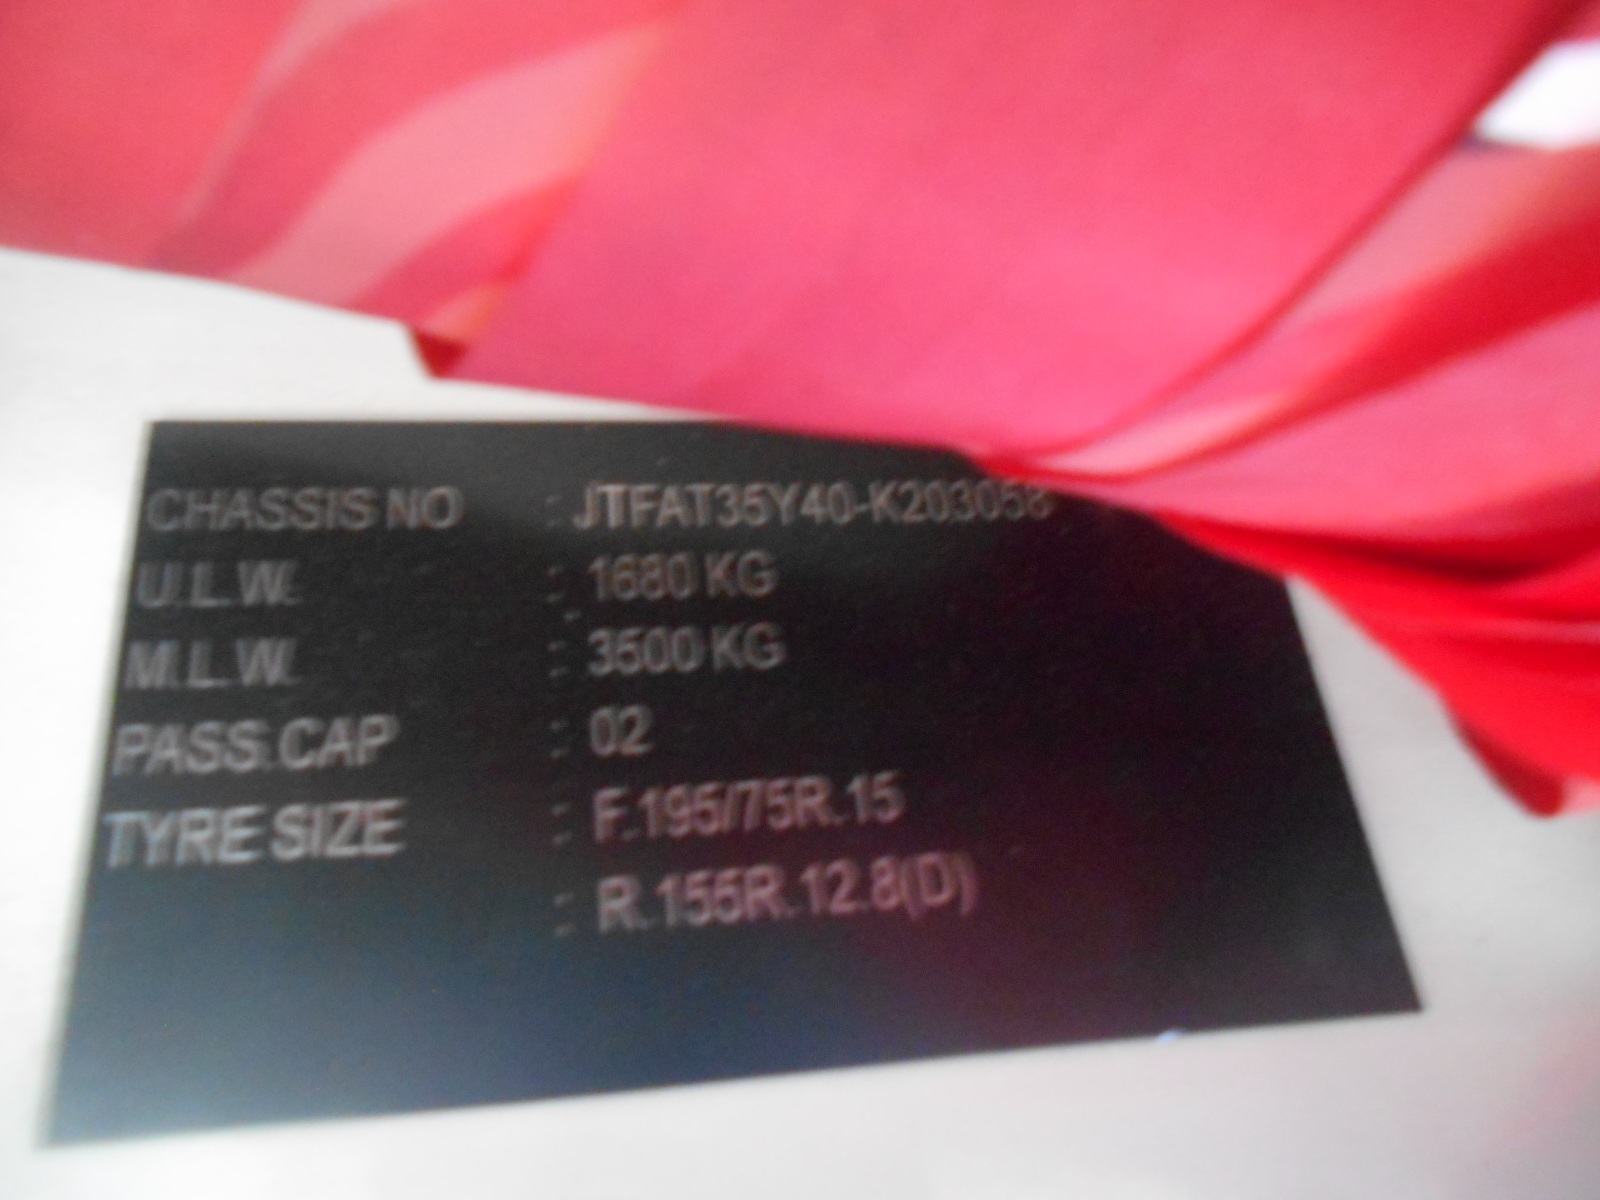 CHASSIS NO : JTFAT35Y40-K203058
U.L.W. : 1680 KG
M.L.W. : 3500 KG
PASS.CAP : 02
TYRE SIZE : F.195/75R.15
: R.155R.12.8(D)